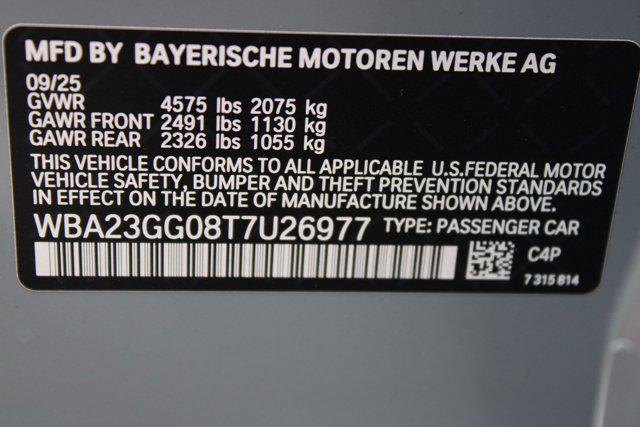 MFD BY BAYERISCHE MOTOREN WERKE AG
09/25
GVWR 4575 lbs 2075 kg
GAWR FRONT 2491 lbs 1130 kg
GAWR REAR 2326 lbs 1055 kg
THIS VEHICLE CONFORMS TO ALL APPLICABLE U.S.FEDERAL MOTOR
VEHICLE SAFETY, BUMPER, AND THEFT PREVENTION
STANDARDS IN EFFECT ON THE DATE OF MANUFACTURE SHOWN ABOVE.
WBA23GG08T7U26977 TYPE: PASSENGER CAR
C4P
7 315 814